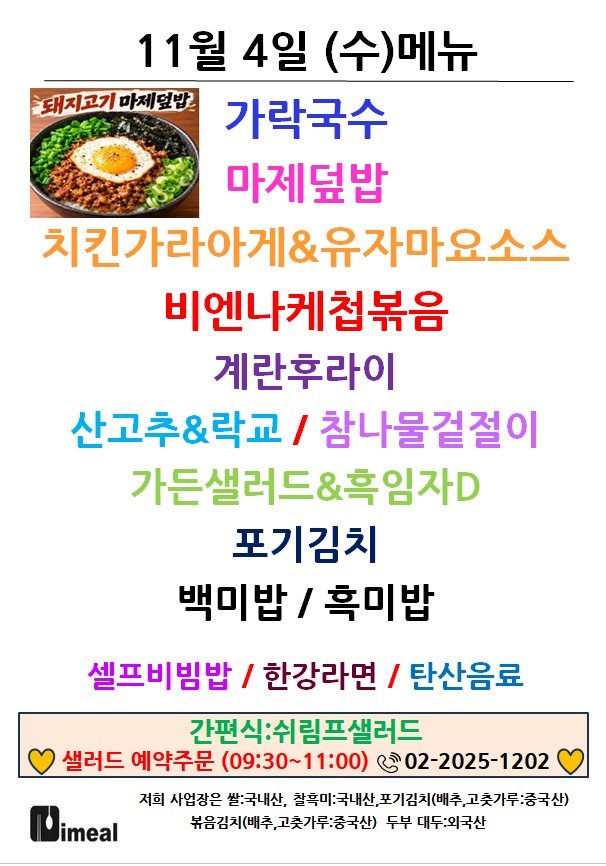 11월 4일 (수)메뉴
돼지고기 마제덮밥
가락국수
마제덮밥
치킨가라아게&유자마요소스
비엔나케첩볶음
계란후라이
산고추&락교 / 참나물겉절이
가든샐러드&흑임자D
포기김치
백미밥 / 흑미밥
셀프비빔밥 / 한강라면 / 탄산음료
간편식:쉬림프샐러드
샐러드 예약주문 (09:30~11:00) 02-2025-1202
저희 사업장은 쌀:국내산, 찰흑미:국내산,포기김치(배추,고춧가루:중국산)
볶음김치(배추,고춧가루:중국산) 두부 대두:외국산
Dimeal